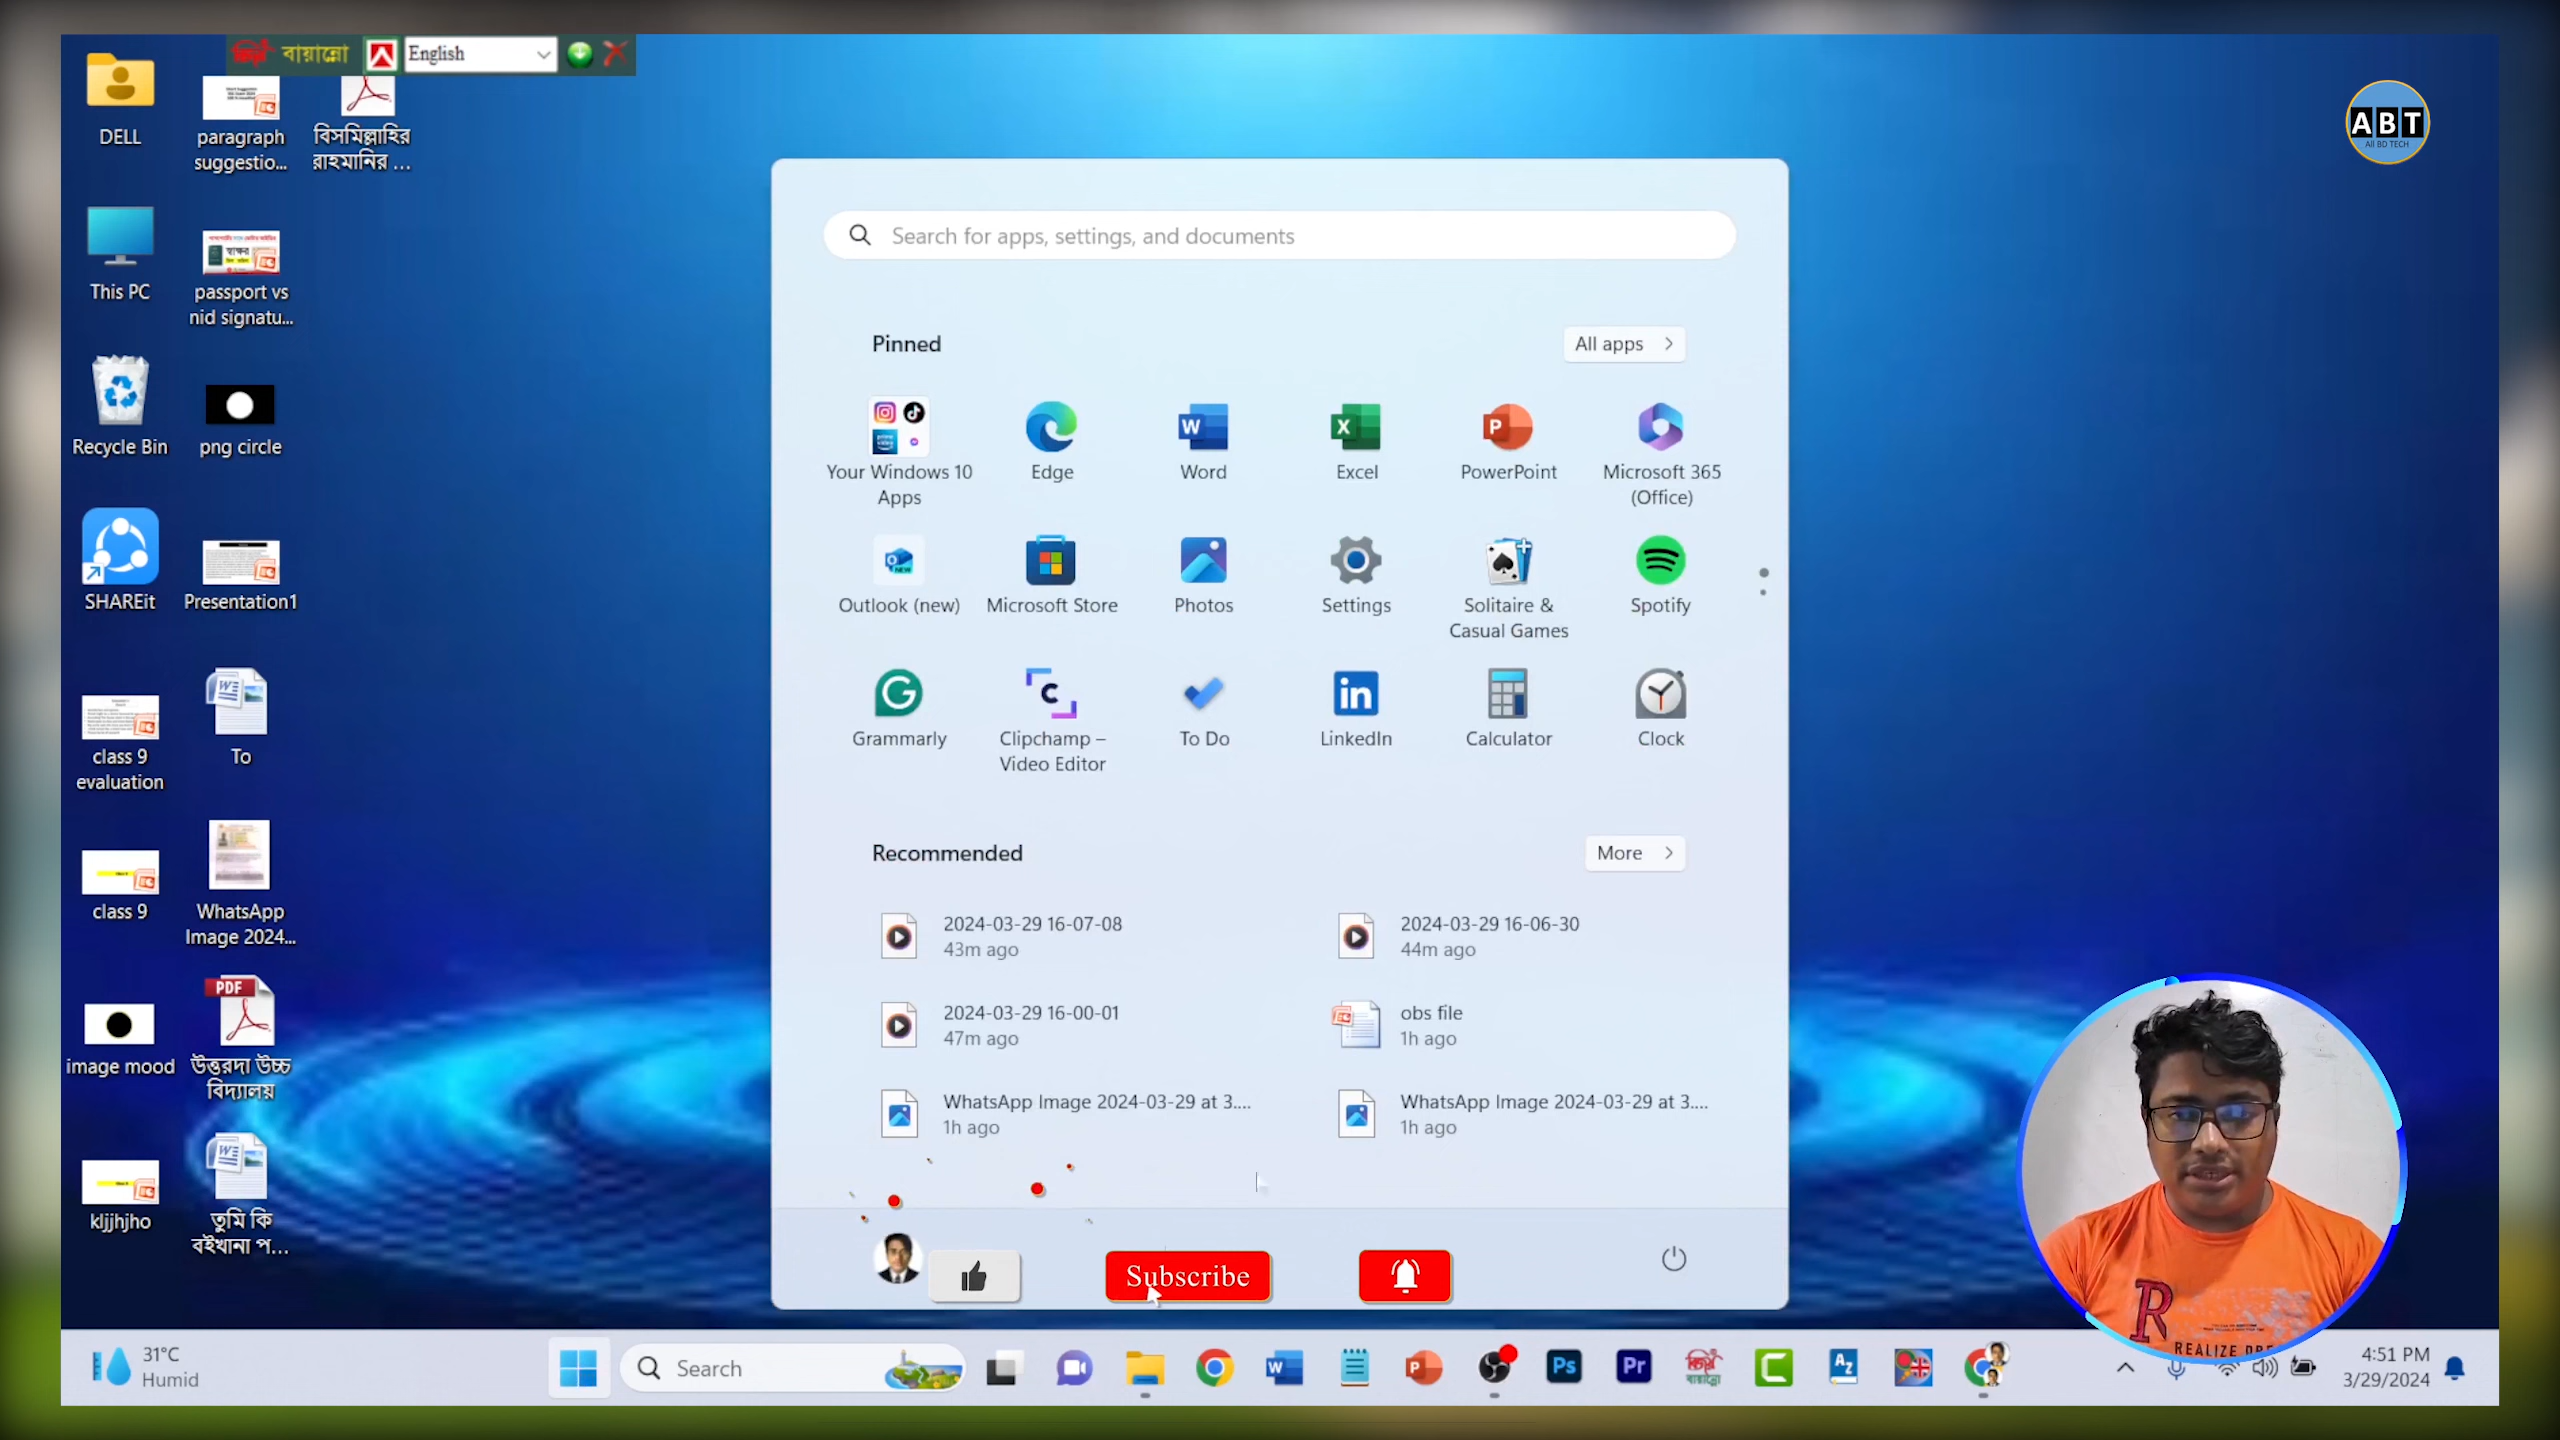 বায়ান্নো
English
ABT
All BD TECH
DELL
paragraph
suggestio...
বিসমিল্লাহির
রাহমানির ...
This PC
passport vs
nid signatu...
Recycle Bin
png circle
SHAREit
Presentation1
class 9
evaluation
To
class 9
WhatsApp
Image 2024...
image mood
PDF
উত্তরদা উচ্চ
বিদ্যালয়
kljjhjho
তুমি কি
বইখানা প...
Search for apps, settings, and documents
Pinned
All apps
Your Windows 10
Apps
Edge
Word
Excel
PowerPoint
Microsoft 365
(Office)
Outlook (new)
Microsoft Store
Photos
Settings
Solitaire &
Casual Games
Spotify
Grammarly
Clipchamp –
Video Editor
To Do
LinkedIn
Calculator
Clock
Recommended
More
2024-03-29 16-07-08
43m ago
2024-03-29 16-06-30
44m ago
2024-03-29 16-00-01
47m ago
obs file
1h ago
WhatsApp Image 2024-03-29 at 3....
1h ago
WhatsApp Image 2024-03-29 at 3....
1h ago
Subscribe
R
31°C
Humid
Search
Ps
Pr
4:51 PM
3/29/2024